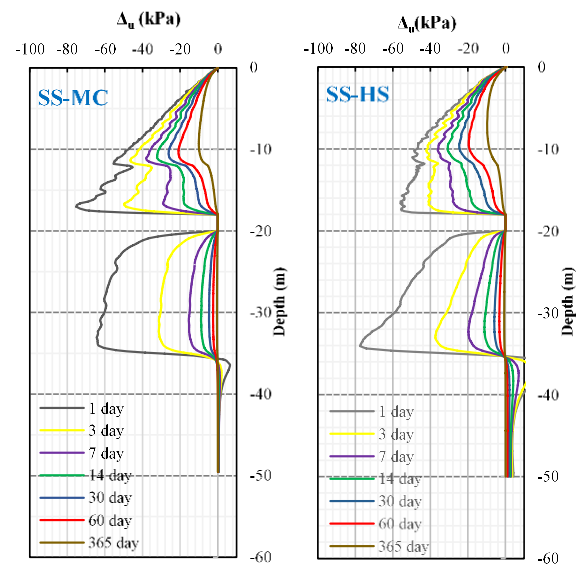 Δu (kPa)
-100 -80 -60 -40 -20 0
0
-10
-20
-30
-40
-50
-60
Depth (m)
SS-MC
1 day
3 day
7 day
14 day
30 day
60 day
365 day
Δu(kPa)
-100 -80 -60 -40 -20 0
0
-10
-20
-30
-40
-50
-60
Depth (m)
SS-HS
1 day
3 day
7 day
14 day
30 day
60 day
365 day